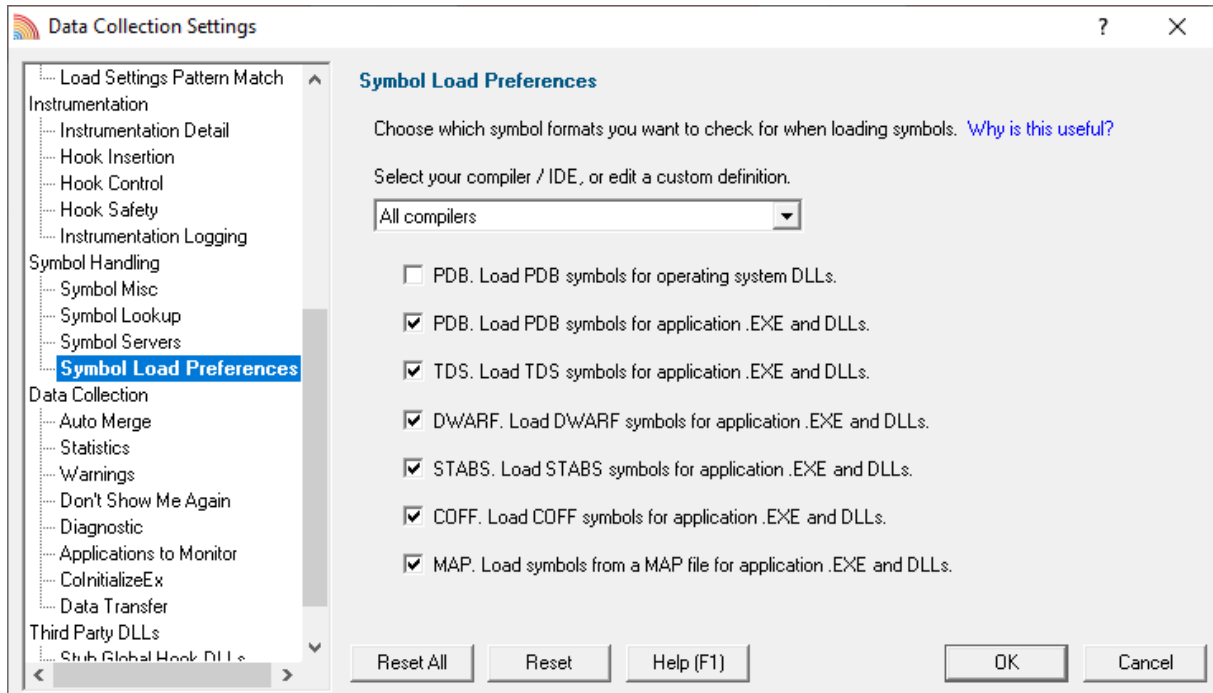 Data Collection Settings
?
Load Settings Pattern Match
Instrumentation
Instrumentation Detail
Hook Insertion
Hook Control
Hook Safety
Instrumentation Logging
Symbol Handling
Symbol Misc
Symbol Lookup
Symbol Servers
Symbol Load Preferences
Data Collection
Auto Merge
Statistics
Warnings
Don't Show Me Again
Diagnostic
Applications to Monitor
CoInitializeEx
Data Transfer
Third Party DLLs
Stub Global Hook DLLs
Symbol Load Preferences
Choose which symbol formats you want to check for when loading symbols. Why is this useful?
Select your compiler / IDE, or edit a custom definition.
All compilers
PDB. Load PDB symbols for operating system DLLs.
PDB. Load PDB symbols for application .EXE and DLLs.
TDS. Load TDS symbols for application .EXE and DLLs.
DWARF. Load DWARF symbols for application .EXE and DLLs.
STABS. Load STABS symbols for application .EXE and DLLs.
COFF. Load COFF symbols for application .EXE and DLLs.
MAP. Load symbols from a MAP file for application .EXE and DLLs.
Reset All
Reset
Help (F1)
OK
Cancel